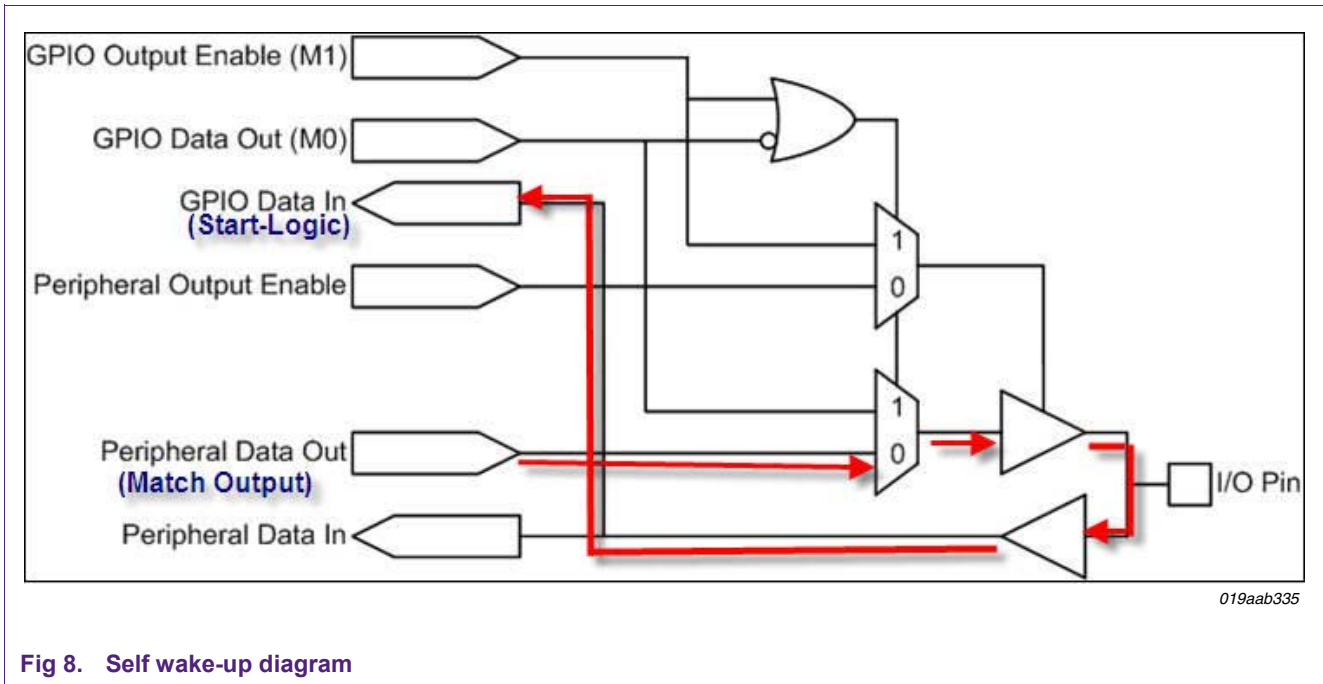 GPIO Output Enable (M1)
GPIO Data Out (M0)
GPIO Data In
(Start-Logic)
1
0
Peripheral Output Enable
1
0
Peripheral Data Out
(Match Output)
I/O Pin
Peripheral Data In
019aab335
Fig 8. Self wake-up diagram